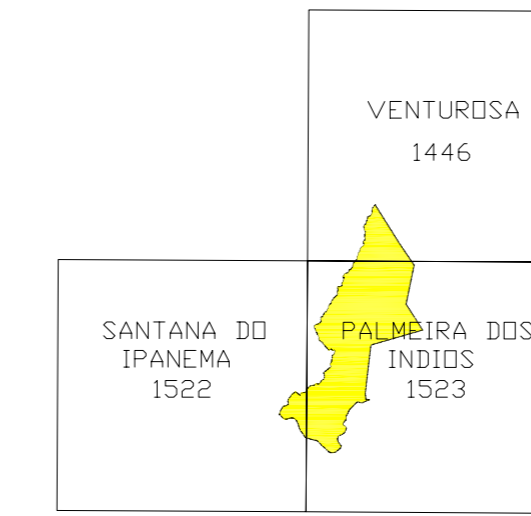 VENTUROSA
1446
SANTANA DO
IPANEMA
1522
PALMEIRA DOS
INDIOS
1523